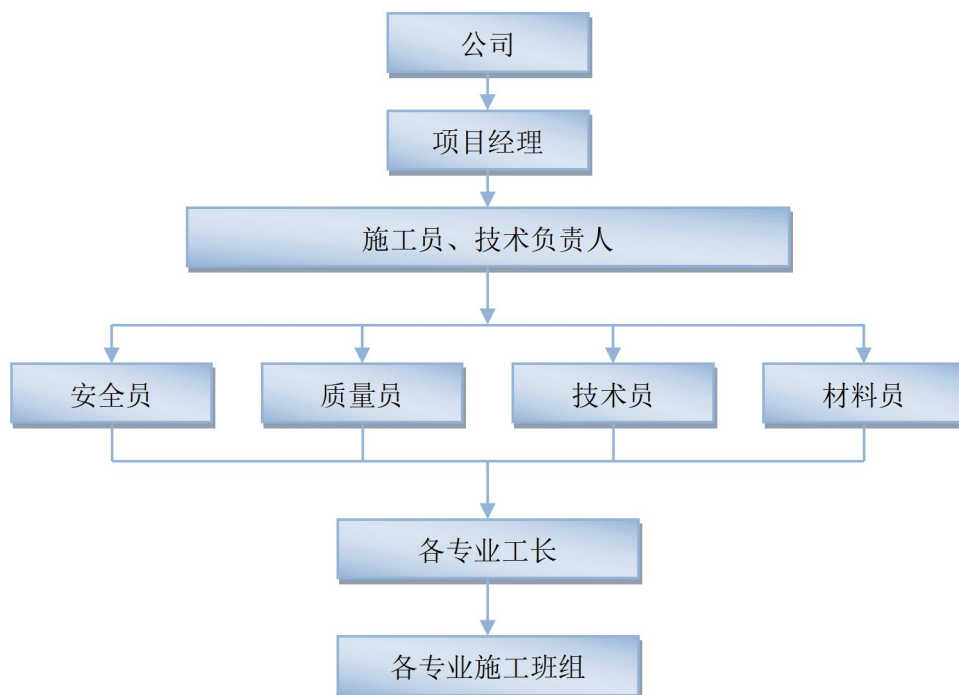 公司
项目经理
施工员、技术负责人
安全员
质量员
技术员
材料员
各专业工长
各专业施工班组